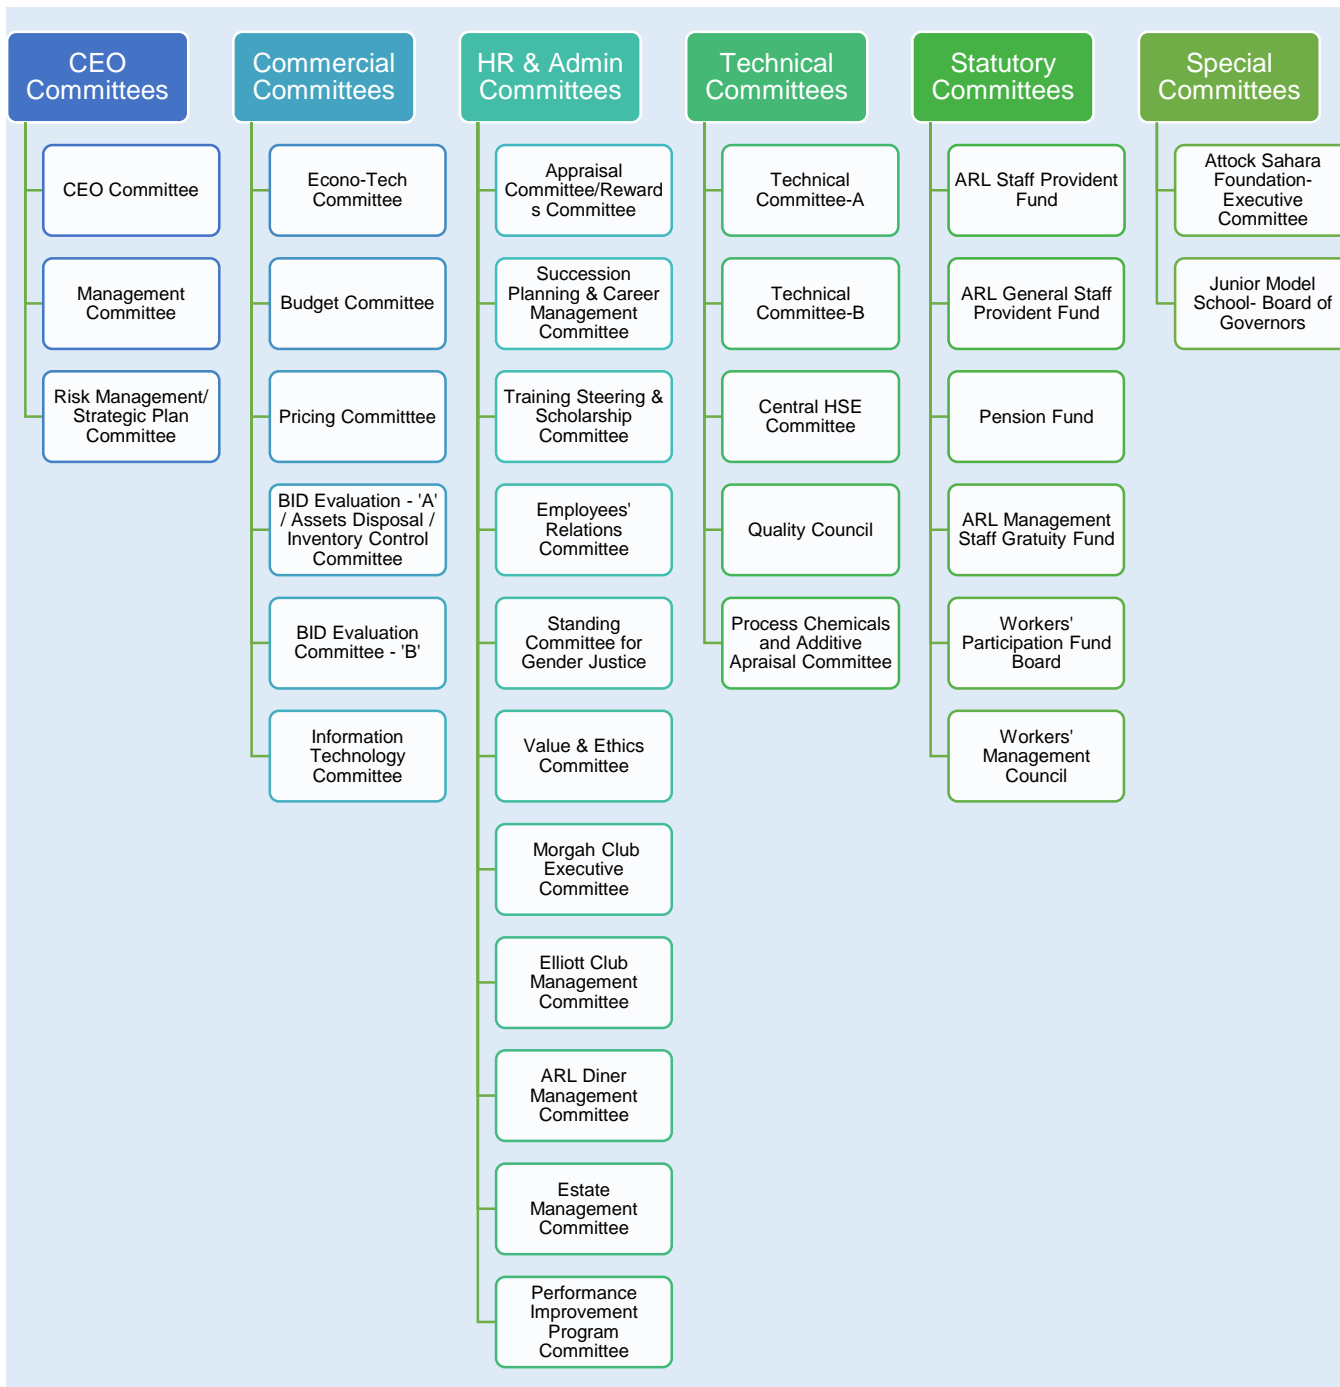 CEO
Committees
CEO Committee
Management
Committee
Risk Management/
Strategic Plan
Committee
Commercial
Committees
Econo-Tech
Committee
Budget Committee
Pricing Committtee
BID Evaluation - 'A'
/ Assets Disposal /
Inventory Control
Committee
BID Evaluation
Committee - 'B'
Information
Technology
Committee
HR & Admin
Committees
Appraisal
Committee/Reward
s Committee
Succession
Planning & Career
Management
Committee
Training Steering &
Scholarship
Committee
Employees'
Relations
Committee
Standing
Committee for
Gender Justice
Value & Ethics
Committee
Morgah Club
Executive
Committee
Elliott Club
Management
Committee
ARL Diner
Management
Committee
Estate
Management
Committee
Performance
Improvement
Program
Committee
Technical
Committees
Technical
Committee-A
Technical
Committee-B
Central HSE
Committee
Quality Council
Process Chemicals
and Additive
Apraisal Committee
Statutory
Committees
ARL Staff Provident
Fund
ARL General Staff
Provident Fund
Pension Fund
ARL Management
Staff Gratuity Fund
Workers'
Participation Fund
Board
Workers'
Management
Council
Special
Committees
Attock Sahara
Foundation-
Executive
Committee
Junior Model
School- Board of
Governors